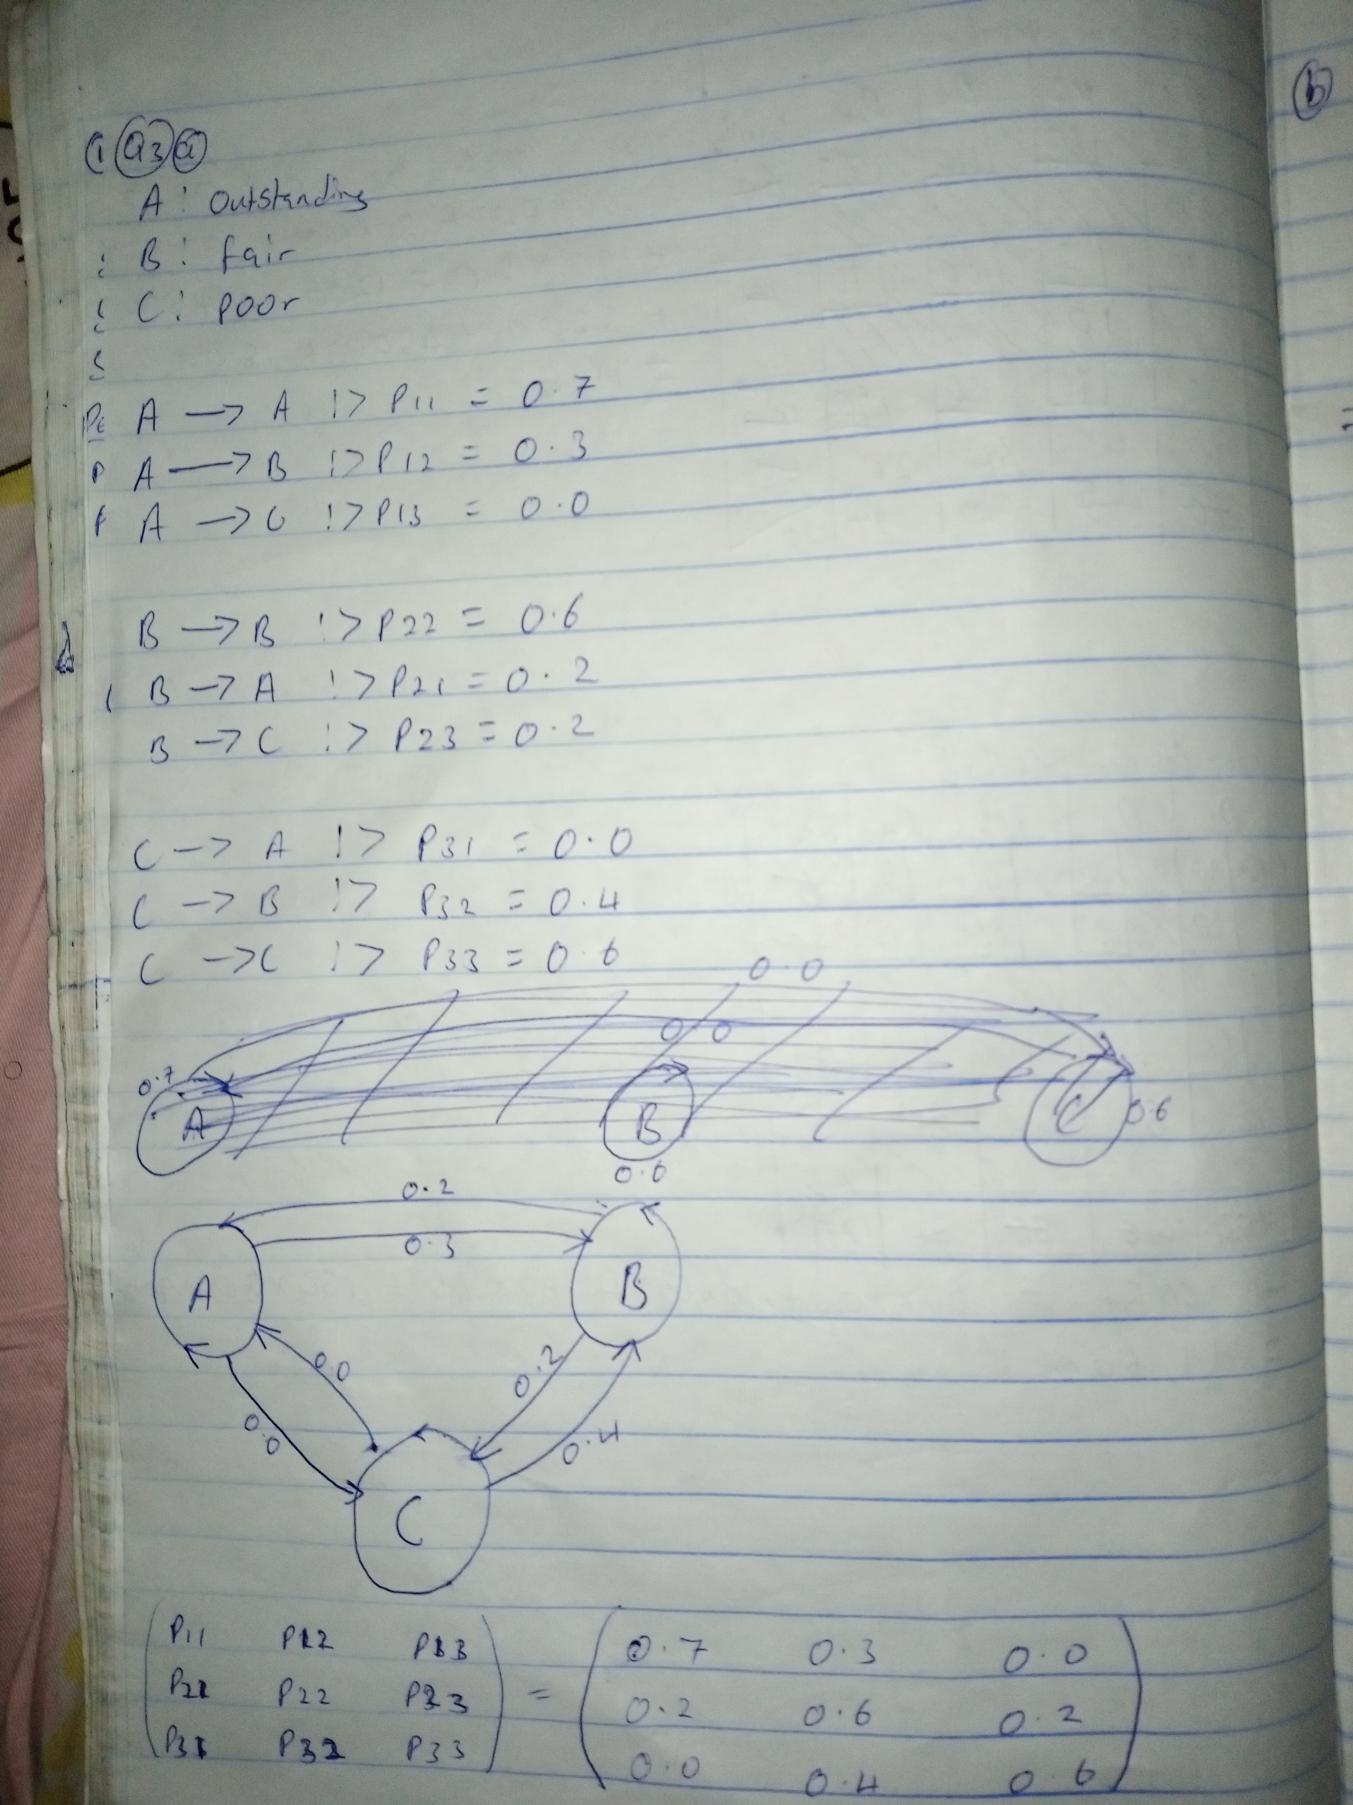 Q3 a
A : Outstanding
B : fair
C : poor
A -> A !> P11 = 0.7
A -> B !> P12 = 0.3
A -> C !> P13 = 0.0
B -> B !> P22 = 0.6
B -> A !> P21 = 0.2
B -> C !> P23 = 0.2
C -> A !> P31 = 0.0
C -> B !> P32 = 0.4
C -> C !> P33 = 0.6
0.0
0.0
0.7
A B C 0.6
0.6
0.2
0.3
A B
0.0 0.2
0.0 0.4
C
P11 P12 P13 0.7 0.3 0.0
P21 P22 P23 = 0.2 0.6 0.2
P31 P32 P33 0.0 0.4 0.6
b